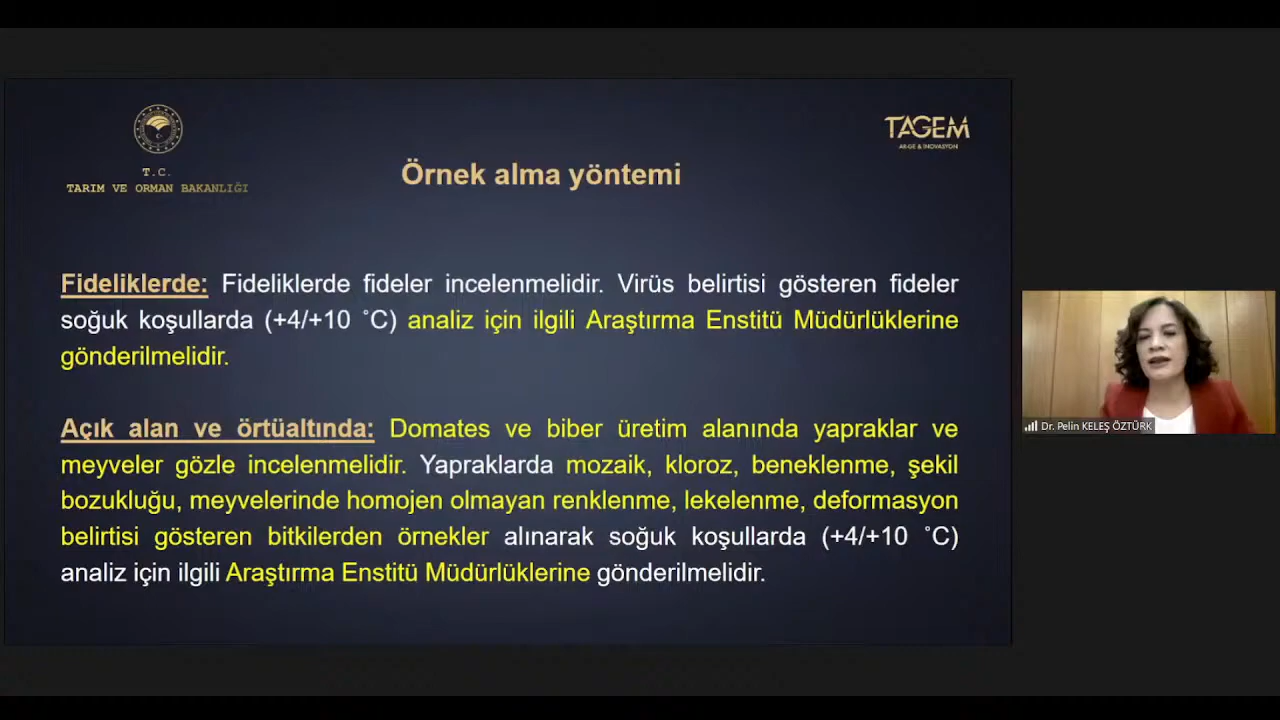 T.C.
TARIM VE ORMAN BAKANLIĞI
TAGEM
AR-GE & İNOVASYON
Örnek alma yöntemi
Fideliklerde: Fideliklerde fideler incelenmelidir. Virüs belirtisi gösteren fideler
soğuk koşullarda (+4/+10 ˚C) analiz için ilgili Araştırma Enstitü Müdürlüklerine
gönderilmelidir.
Açık alan ve örtüaltında: Domates ve biber üretim alanında yapraklar ve
meyveler gözle incelenmelidir. Yapraklarda mozaik, kloroz, beneklenme, şekil
bozukluğu, meyvelerinde homojen olmayan renklenme, lekelenme, deformasyon
belirtisi gösteren bitkilerden örnekler alınarak soğuk koşullarda (+4/+10 ˚C)
analiz için ilgili Araştırma Enstitü Müdürlüklerine gönderilmelidir.
Dr. Pelin KELEŞ ÖZTÜRK